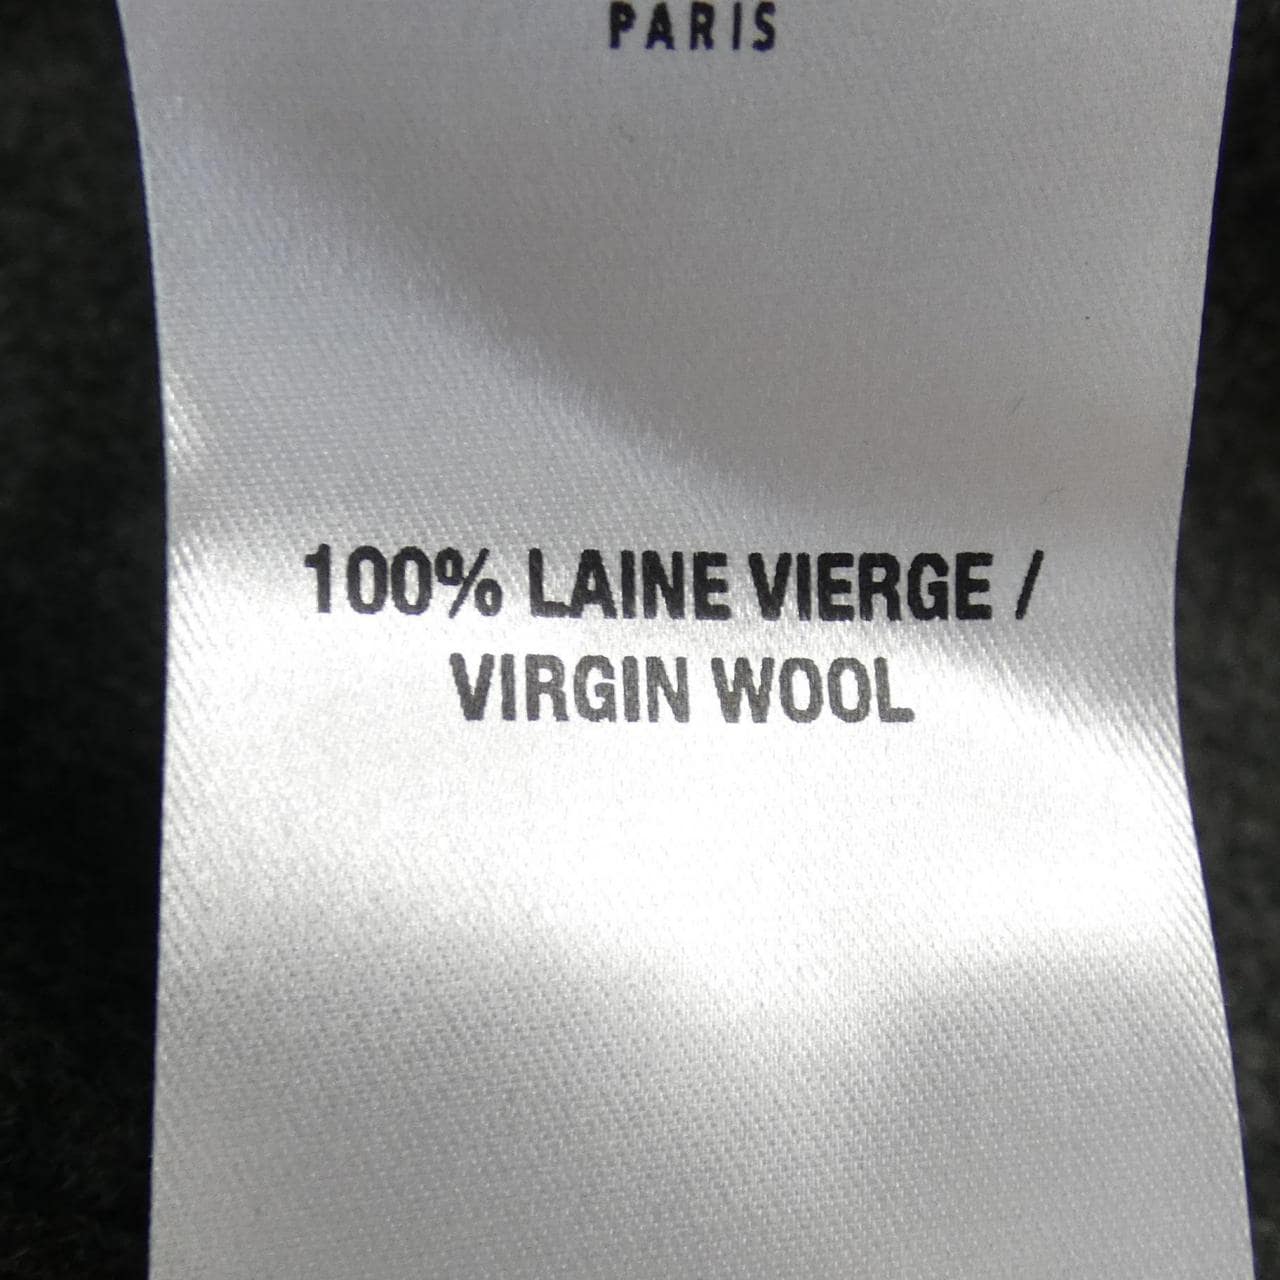 PARIS
100% LAINE VIERGE /
VIRGIN WOOL